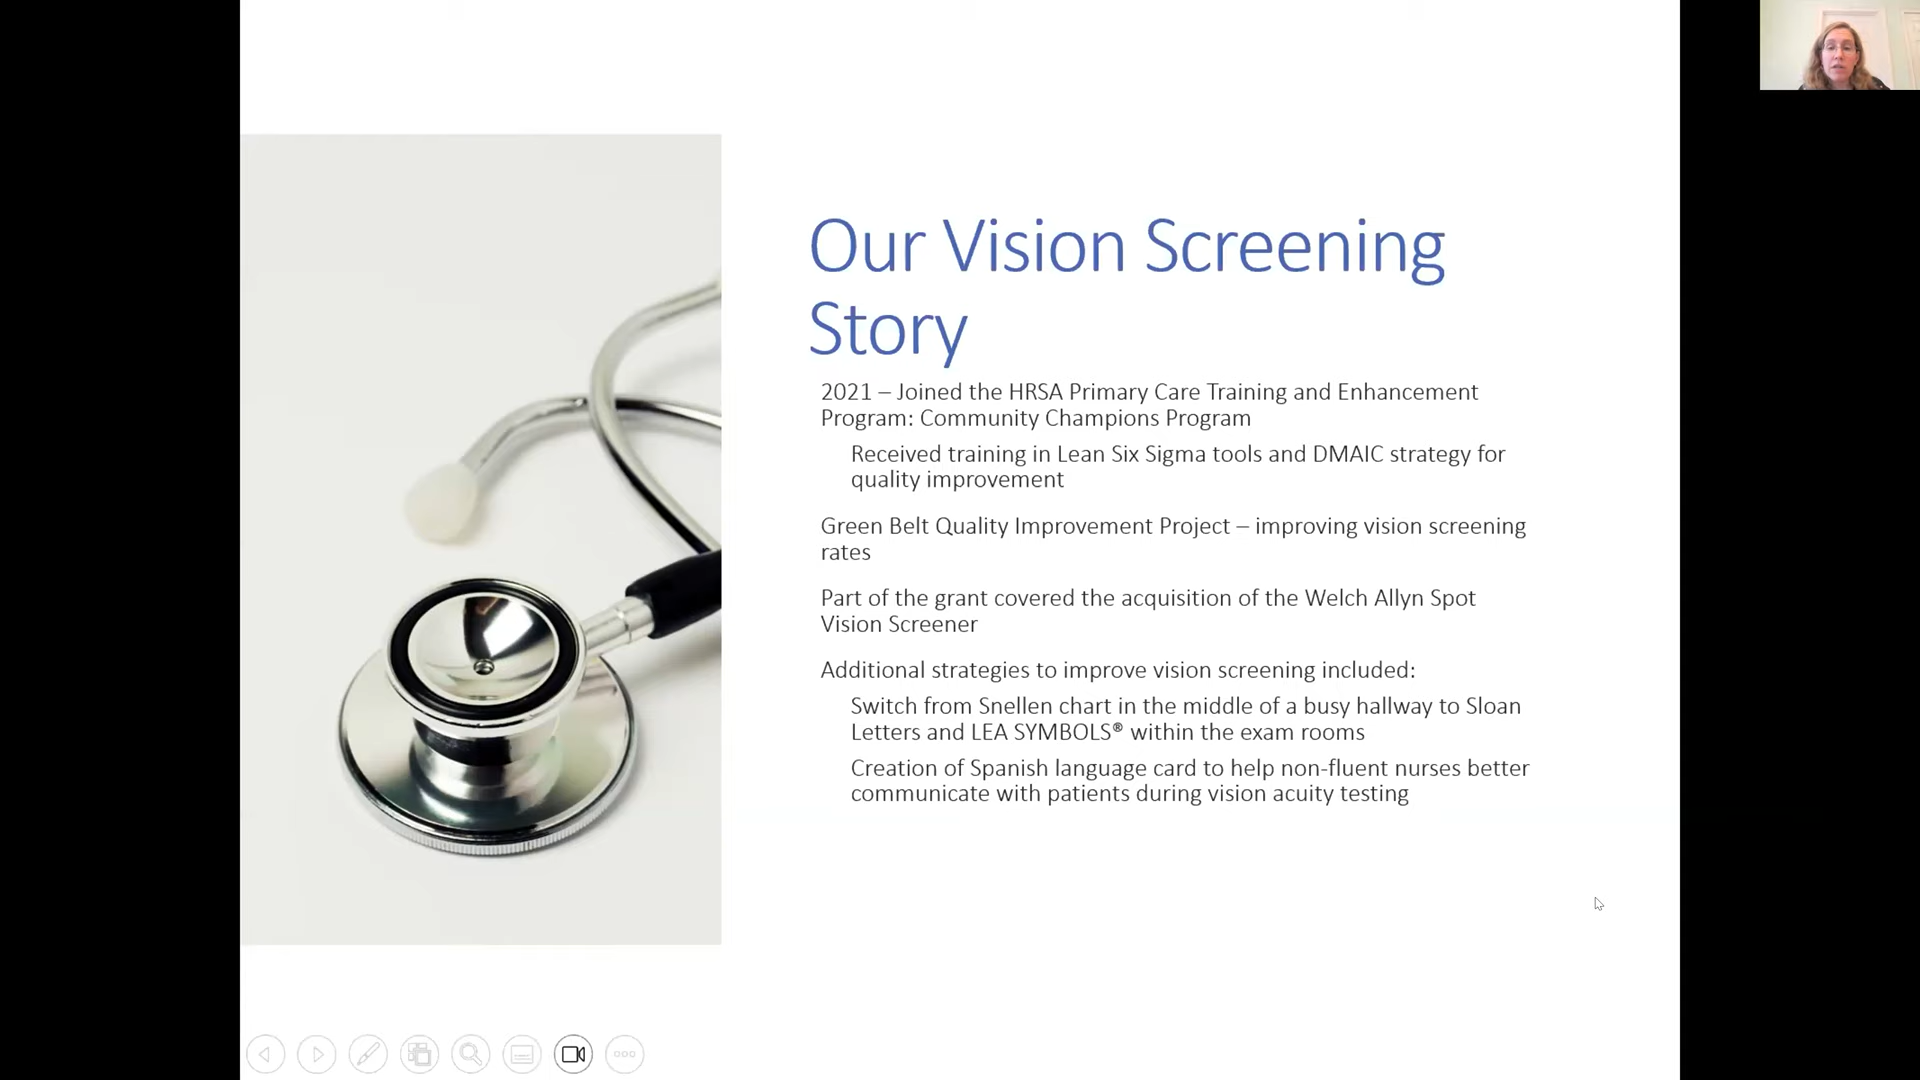 Our Vision Screening
Story
2021 – Joined the HRSA Primary Care Training and Enhancement
Program: Community Champions Program
Received training in Lean Six Sigma tools and DMAIC strategy for
quality improvement
Green Belt Quality Improvement Project – improving vision screening
rates
Part of the grant covered the acquisition of the Welch Allyn Spot
Vision Screener
Additional strategies to improve vision screening included:
Switch from Snellen chart in the middle of a busy hallway to Sloan
Letters and LEA SYMBOLS® within the exam rooms
Creation of Spanish language card to help non-fluent nurses better
communicate with patients during vision acuity testing